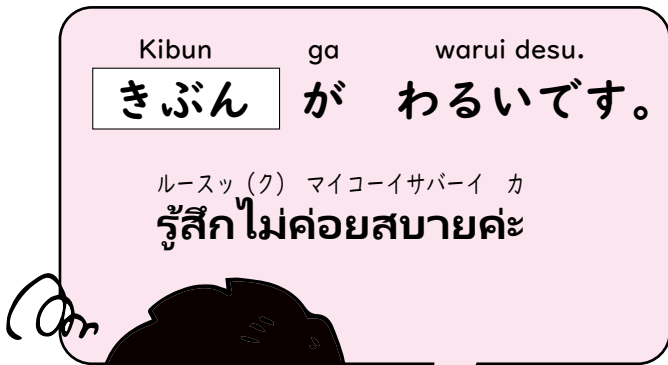 Kibun ga warui desu.
きぶん が わるいです。
ルースッ（ク） マイコーイサバーイ カ
รู้สึกไม่ค่อยสบายค่ะ